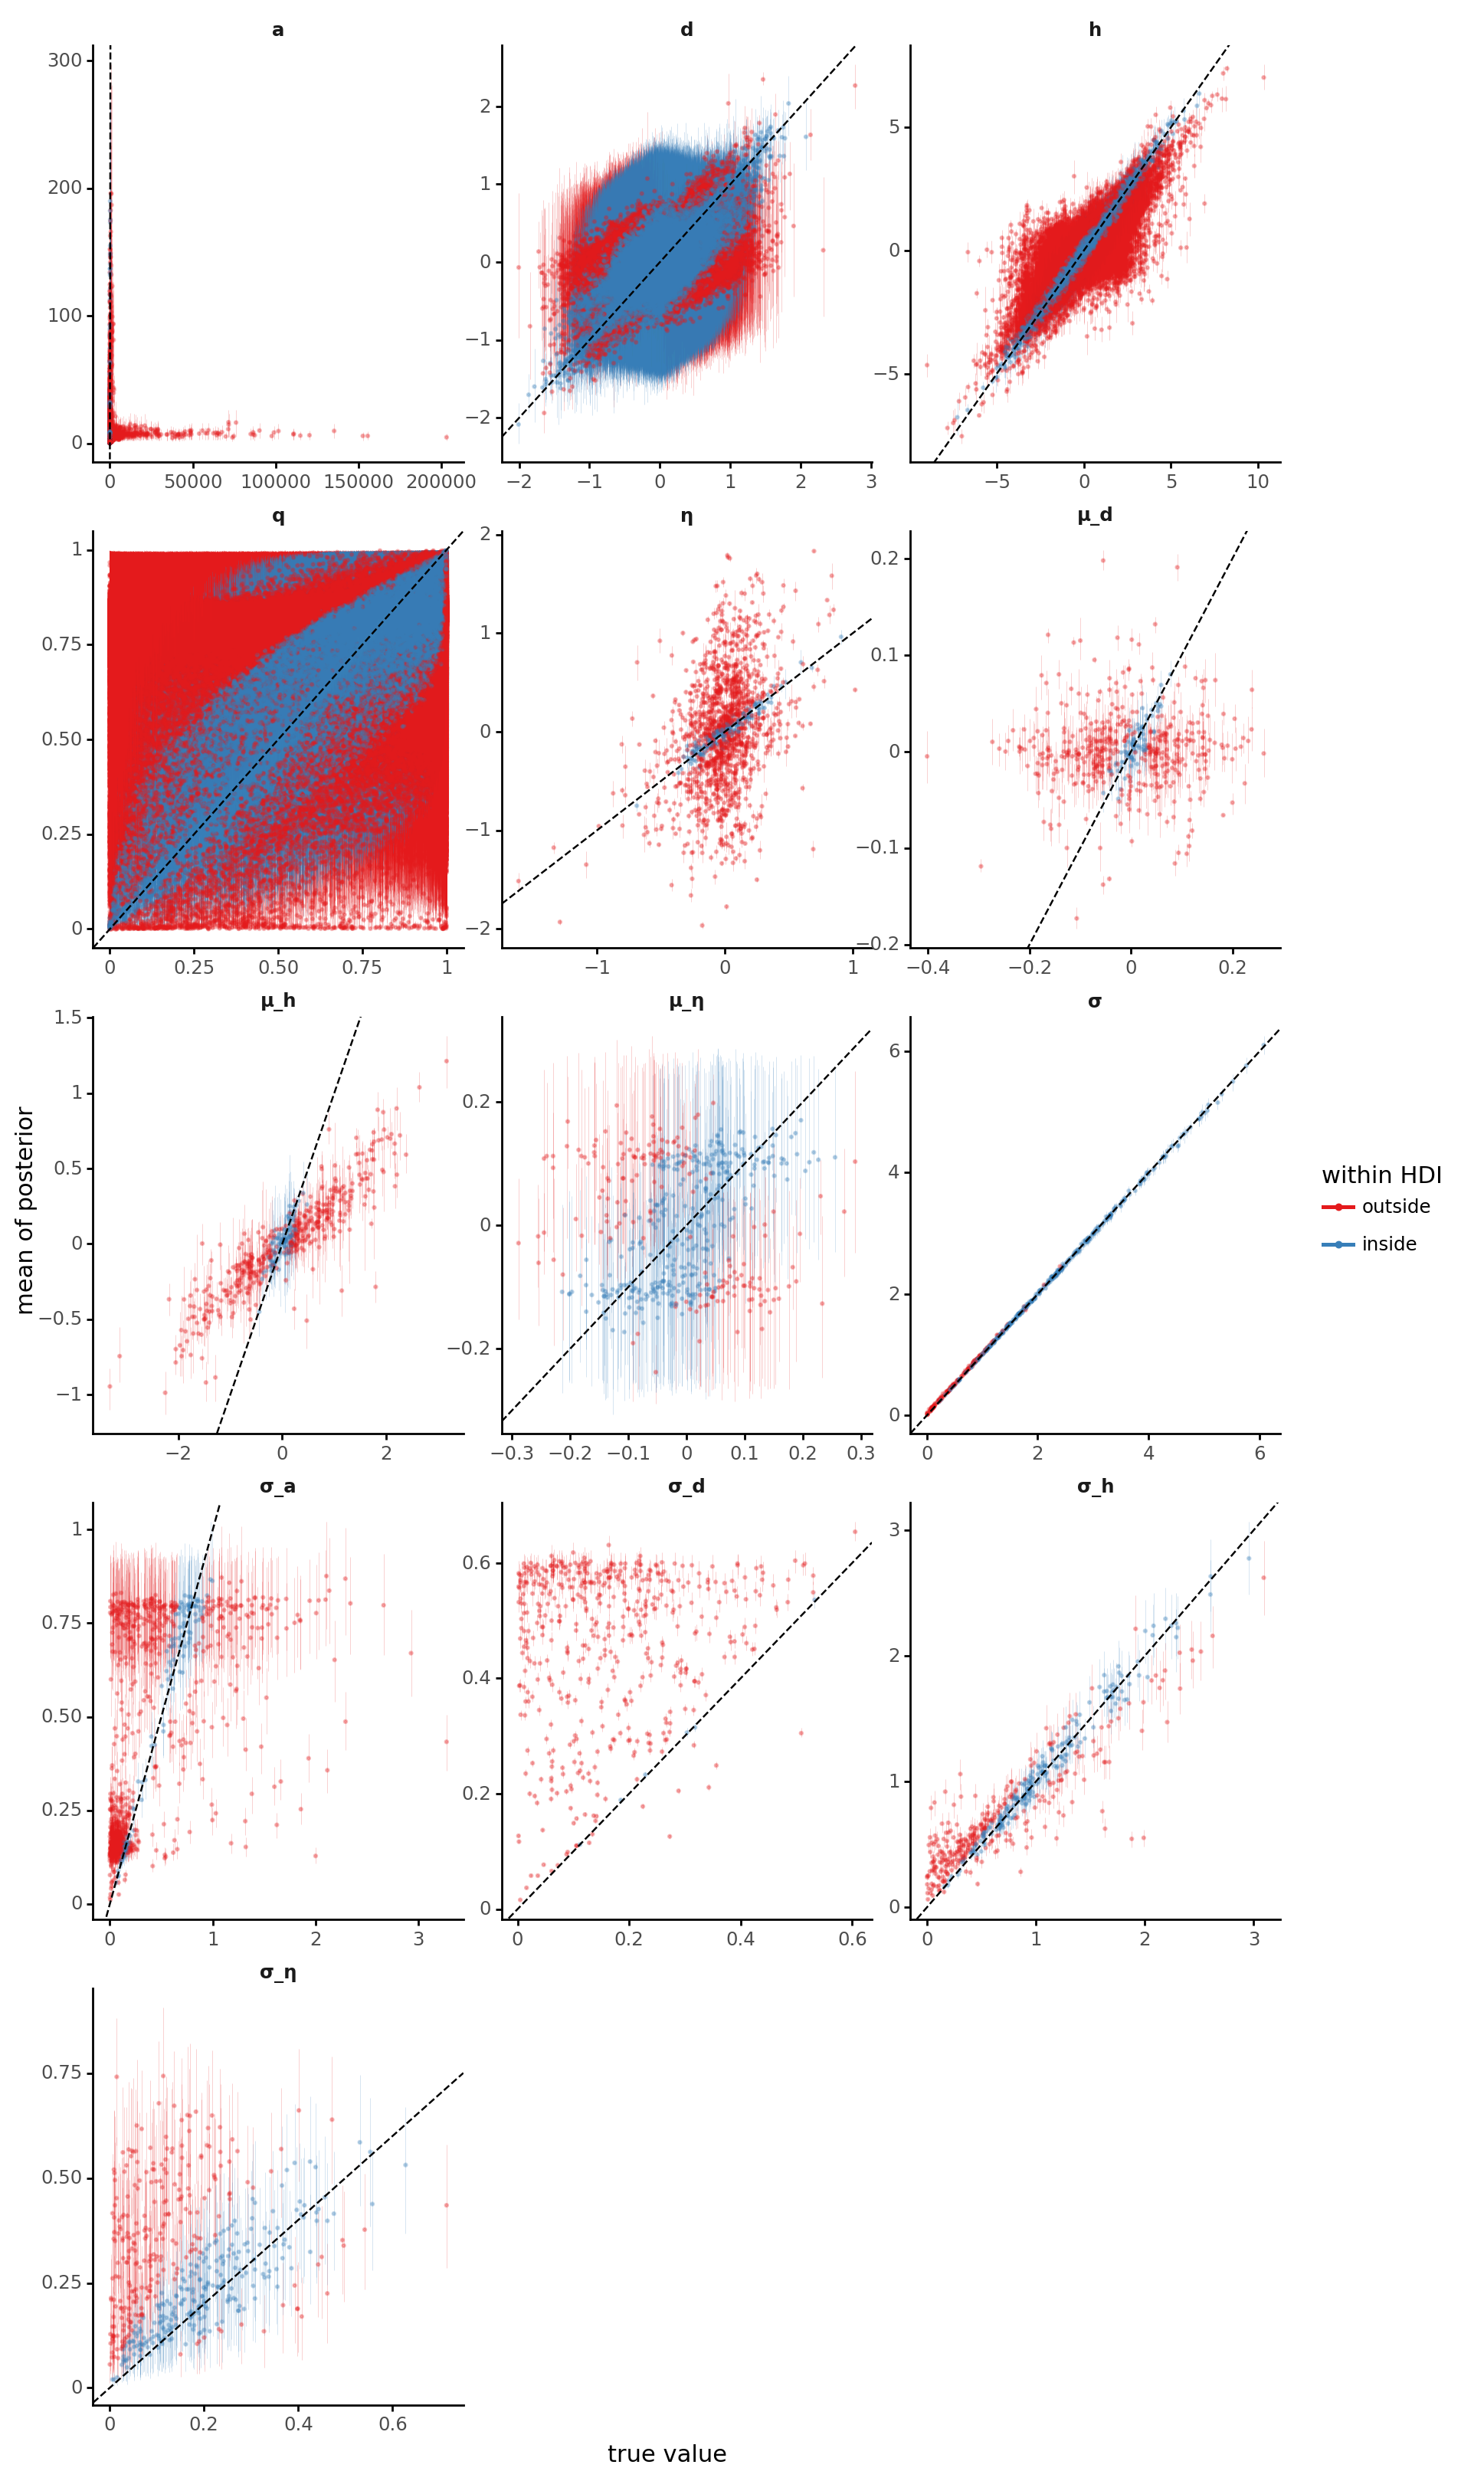 a d h
300
200
100
0
0 50000 100000 150000 200000
2
1
0
−1
−2
−2 −1 0 1 2 3
5
0
−5
−5 0 5 10
q η μ_d
1
0.75
0.50
0.25
0
0 0.25 0.50 0.75 1
2
1
0
−1
−2
−1 0 1
0.2
0.1
0
−0.1
−0.2
−0.4 −0.2 0 0.2
μ_h μ_η σ
1.5
1
0.5
0
−0.5
−1
−2 0 2
0.2
0
−0.2
−0.3 −0.2 −0.1 0 0.1 0.2 0.3
6
4
2
0
0 2 4 6
mean of posterior
within HDI
outside
inside
σ_a σ_d σ_h
1
0.75
0.50
0.25
0
0 1 2 3
0.6
0.4
0.2
0
0 0.2 0.4 0.6
3
2
1
0
0 1 2 3
σ_η
0.75
0.50
0.25
0
0 0.2 0.4 0.6
true value